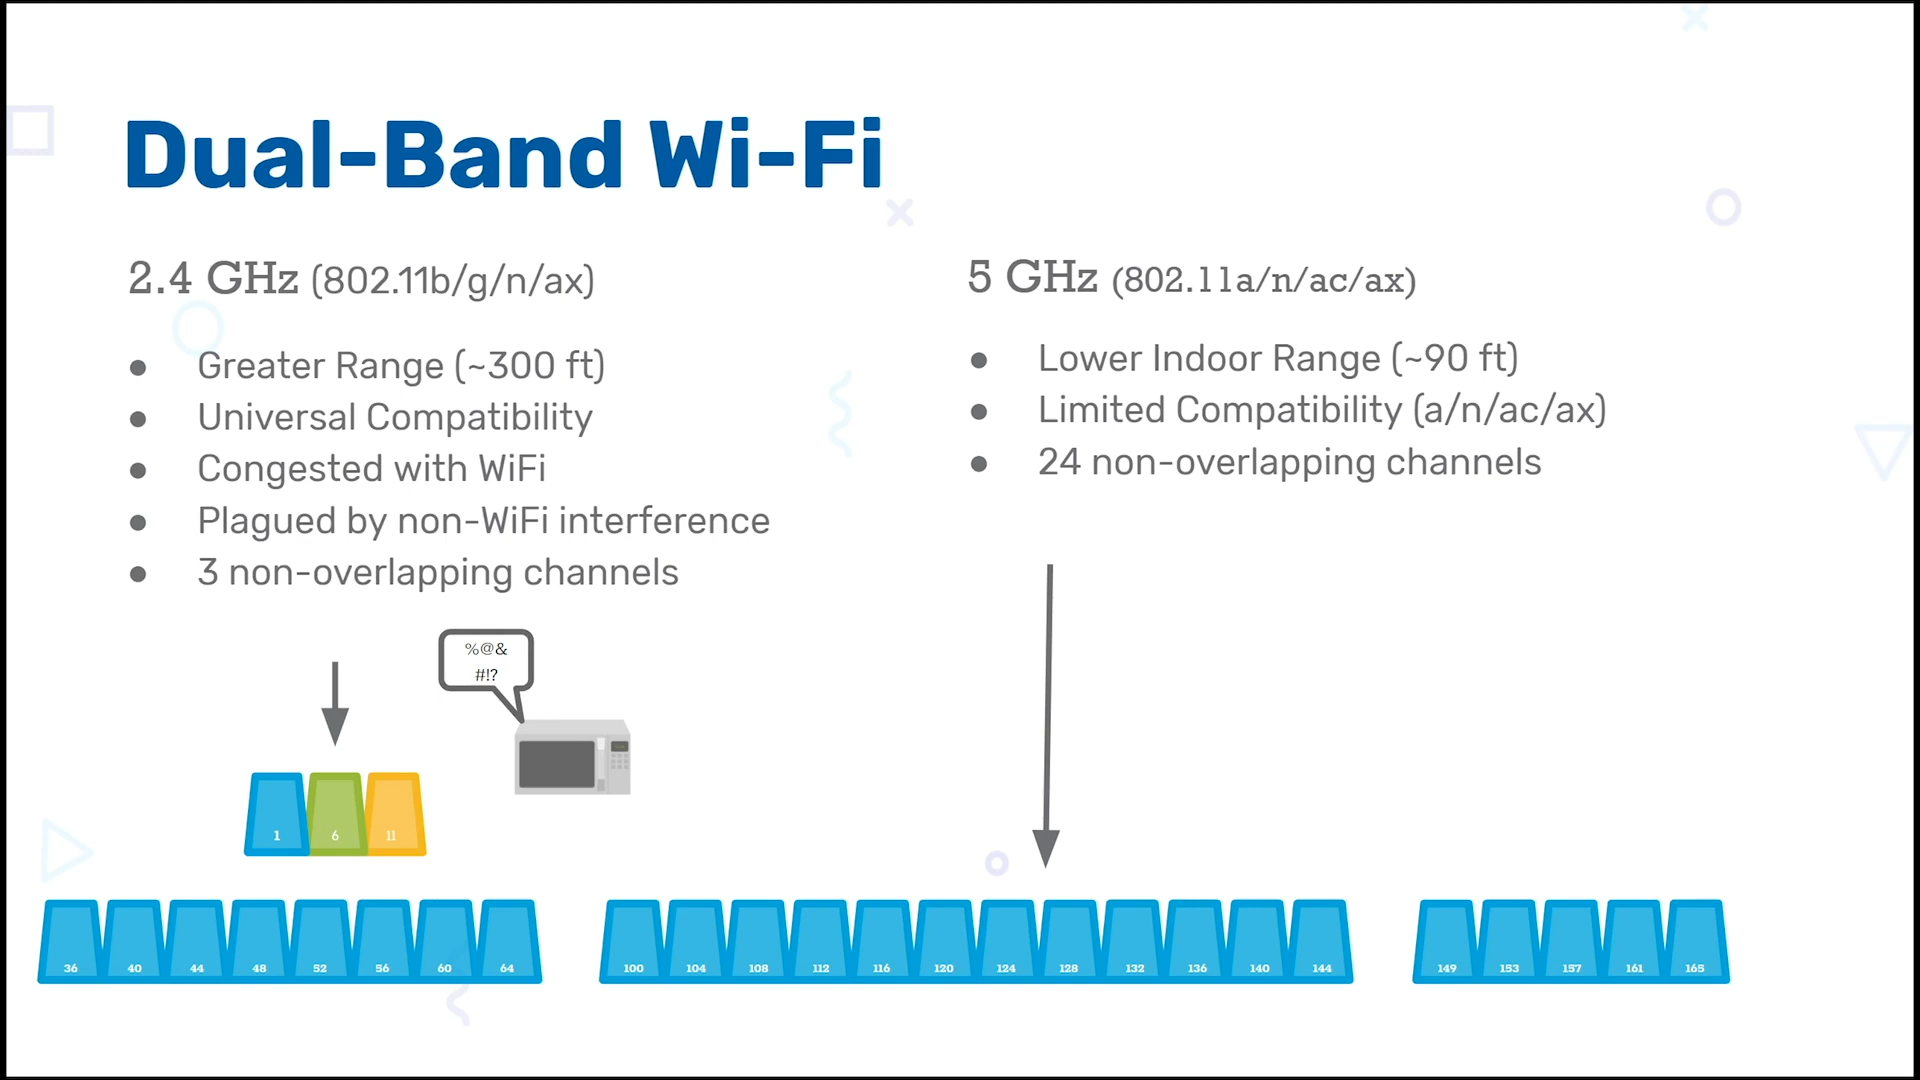 Dual-Band Wi-Fi
2.4 GHz (802.11b/g/n/ax)
● Greater Range (~300 ft)
● Universal Compatibility
● Congested with WiFi
● Plagued by non-WiFi interference
● 3 non-overlapping channels
5 GHz (802.11a/n/ac/ax)
● Lower Indoor Range (~90 ft)
● Limited Compatibility (a/n/ac/ax)
● 24 non-overlapping channels
%@&
#!?
1 6 11
36 40 44 48 52 56 60 64 100 104 108 112 116 120 124 128 132 136 140 144 149 153 157 161 165